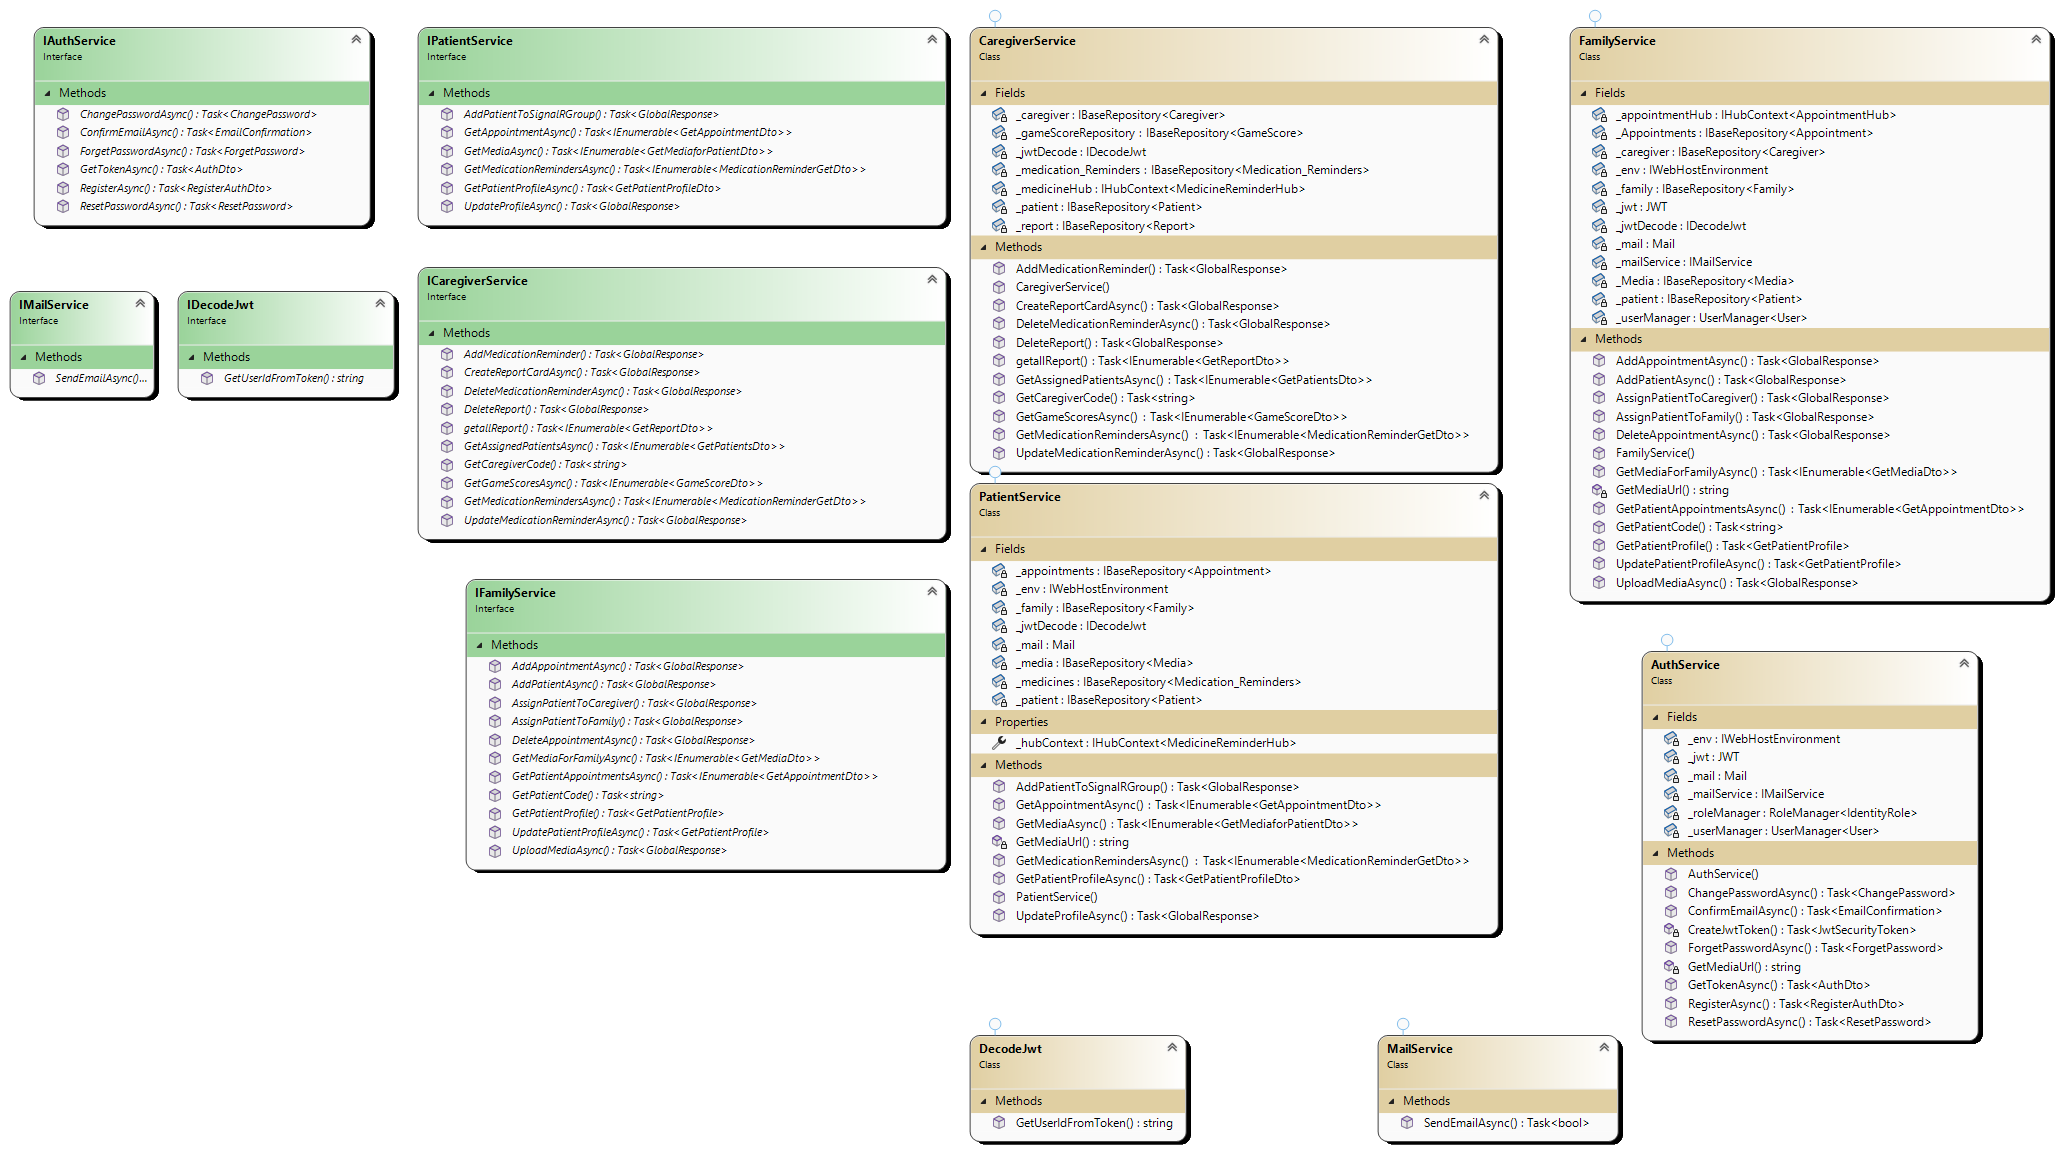 IAuthService
Interface
Methods
ChangePasswordAsync() : Task<ChangePassword>
ConfirmEmailAsync() : Task<EmailConfirmation>
ForgetPasswordAsync() : Task<ForgetPassword>
GetTokenAsync() : Task<AuthDto>
RegisterAsync() : Task<RegisterAuthDto>
ResetPasswordAsync() : Task<ResetPassword>
IMailService
Interface
Methods
SendEmailAsync()...
IDecodeJwt
Interface
Methods
GetUserIdFromToken() : string
IPatientService
Interface
Methods
AddPatientToSignalRGroup() : Task<GlobalResponse>
GetAppointmentAsync() : Task<IEnumerable<GetAppointmentDto>>
GetMediaAsync() : Task<IEnumerable<GetMediaforPatientDto>>
GetMedicationRemindersAsync() : Task<IEnumerable<MedicationReminderGetDto>>
GetPatientProfileAsync() : Task<GetPatientProfileDto>
UpdateProfileAsync() : Task<GlobalResponse>
ICaregiverService
Interface
Methods
AddMedicationReminder() : Task<GlobalResponse>
CreateReportCardAsync() : Task<GlobalResponse>
DeleteMedicationReminderAsync() : Task<GlobalResponse>
DeleteReport() : Task<GlobalResponse>
getallReport() : Task<IEnumerable<GetReportDto>>
GetAssignedPatientsAsync() : Task<IEnumerable<GetPatientsDto>>
GetCaregiverCode() : Task<string>
GetGameScoresAsync() : Task<IEnumerable<GameScoreDto>>
GetMedicationRemindersAsync() : Task<IEnumerable<MedicationReminderGetDto>>
UpdateMedicationReminderAsync() : Task<GlobalResponse>
IFamilyService
Interface
Methods
AddAppointmentAsync() : Task<GlobalResponse>
AddPatientAsync() : Task<GlobalResponse>
AssignPatientToCaregiver() : Task<GlobalResponse>
AssignPatientToFamily() : Task<GlobalResponse>
DeleteAppointmentAsync() : Task<GlobalResponse>
GetMediaForFamilyAsync() : Task<IEnumerable<GetMediaDto>>
GetPatientAppointmentsAsync() : Task<IEnumerable<GetAppointmentDto>>
GetPatientCode() : Task<string>
GetPatientProfile() : Task<GetPatientProfile>
UpdatePatientProfileAsync() : Task<GetPatientProfile>
UploadMediaAsync() : Task<GlobalResponse>
CaregiverService
Class
Fields
_caregiver : IBaseRepository<Caregiver>
_gameScoreRepository : IBaseRepository<GameScore>
_jwtDecode : IDecodeJwt
_medication_Reminders : IBaseRepository<Medication_Reminders>
_medicineHub : IHubContext<MedicineReminderHub>
_patient : IBaseRepository<Patient>
_report : IBaseRepository<Report>
Methods
AddMedicationReminder() : Task<GlobalResponse>
CaregiverService()
CreateReportCardAsync() : Task<GlobalResponse>
DeleteMedicationReminderAsync() : Task<GlobalResponse>
DeleteReport() : Task<GlobalResponse>
getallReport() : Task<IEnumerable<GetReportDto>>
GetAssignedPatientsAsync() : Task<IEnumerable<GetPatientsDto>>
GetCaregiverCode() : Task<string>
GetGameScoresAsync() : Task<IEnumerable<GameScoreDto>>
GetMedicationRemindersAsync() : Task<IEnumerable<MedicationReminderGetDto>>
UpdateMedicationReminderAsync() : Task<GlobalResponse>
PatientService
Class
Fields
_appointments : IBaseRepository<Appointment>
_env : IWebHostEnvironment
_family : IBaseRepository<Family>
_jwtDecode : IDecodeJwt
_mail : Mail
_media : IBaseRepository<Media>
_medicines : IBaseRepository<Medication_Reminders>
_patient : IBaseRepository<Patient>
Properties
_hubContext : IHubContext<MedicineReminderHub>
Methods
AddPatientToSignalRGroup() : Task<GlobalResponse>
GetAppointmentAsync() : Task<IEnumerable<GetAppointmentDto>>
GetMediaAsync() : Task<IEnumerable<GetMediaforPatientDto>>
GetMediaUrl() : string
GetMedicationRemindersAsync() : Task<IEnumerable<MedicationReminderGetDto>>
GetPatientProfileAsync() : Task<GetPatientProfileDto>
PatientService()
UpdateProfileAsync() : Task<GlobalResponse>
FamilyService
Class
Fields
_appointmentHub : IHubContext<AppointmentHub>
_Appointments : IBaseRepository<Appointment>
_caregiver : IBaseRepository<Caregiver>
_env : IWebHostEnvironment
_family : IBaseRepository<Family>
_jwt : JWT
_jwtDecode : IDecodeJwt
_mail : Mail
_mailService : IMailService
_Media : IBaseRepository<Media>
_patient : IBaseRepository<Patient>
_userManager : UserManager<User>
Methods
AddAppointmentAsync() : Task<GlobalResponse>
AddPatientAsync() : Task<GlobalResponse>
AssignPatientToCaregiver() : Task<GlobalResponse>
AssignPatientToFamily() : Task<GlobalResponse>
DeleteAppointmentAsync() : Task<GlobalResponse>
FamilyService()
GetMediaForFamilyAsync() : Task<IEnumerable<GetMediaDto>>
GetMediaUrl() : string
GetPatientAppointmentsAsync() : Task<IEnumerable<GetAppointmentDto>>
GetPatientCode() : Task<string>
GetPatientProfile() : Task<GetPatientProfile>
UpdatePatientProfileAsync() : Task<GetPatientProfile>
UploadMediaAsync() : Task<GlobalResponse>
AuthService
Class
Fields
_env : IWebHostEnvironment
_jwt : JWT
_mail : Mail
_mailService : IMailService
_roleManager : RoleManager<IdentityRole>
_userManager : UserManager<User>
Methods
AuthService()
ChangePasswordAsync() : Task<ChangePassword>
ConfirmEmailAsync() : Task<EmailConfirmation>
CreateJwtToken() : Task<JwtSecurityToken>
ForgetPasswordAsync() : Task<ForgetPassword>
GetMediaUrl() : string
GetTokenAsync() : Task<AuthDto>
RegisterAsync() : Task<RegisterAuthDto>
ResetPasswordAsync() : Task<ResetPassword>
DecodeJwt
Class
Methods
GetUserIdFromToken() : string
MailService
Class
Methods
SendEmailAsync() : Task<bool>